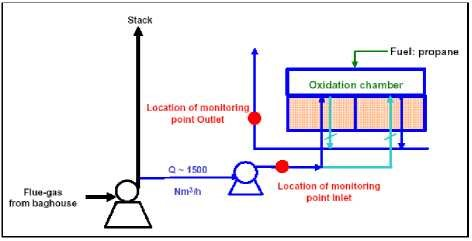 Stack
Fuel: propane
Oxidation chamber
Location of monitoring
point Outlet
Q ~ 1500
Nm³/h
Flue-gas
from baghouse
Location of monitoring
point Inlet